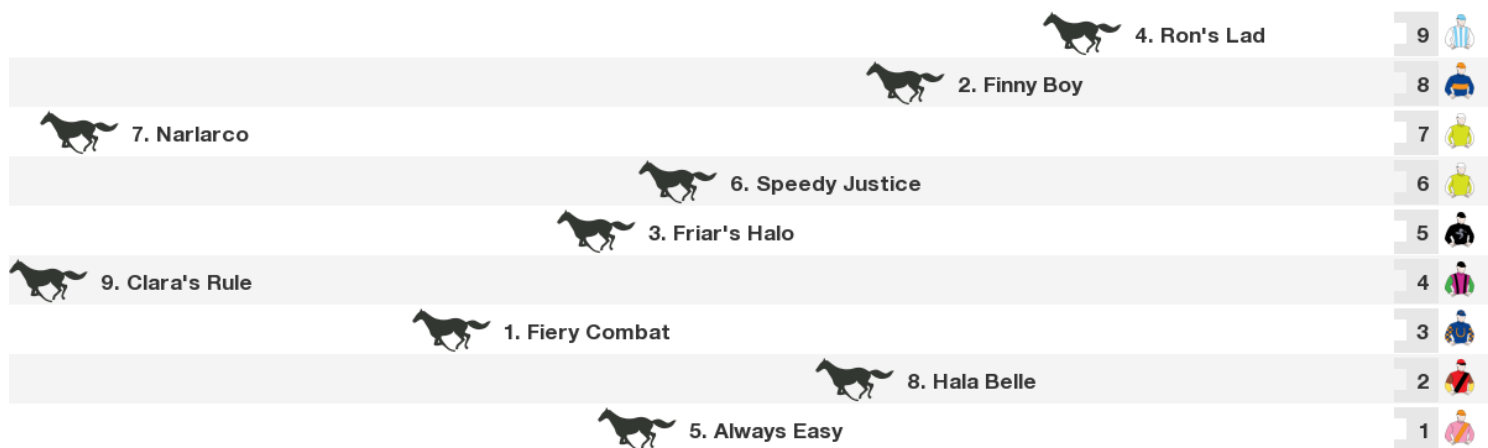 4. Ron's Lad 9
2. Finny Boy 8
7. Narlarco 7
6. Speedy Justice 6
3. Friar's Halo 5
9. Clara's Rule 4
1. Fiery Combat 3
8. Hala Belle 2
5. Always Easy 1